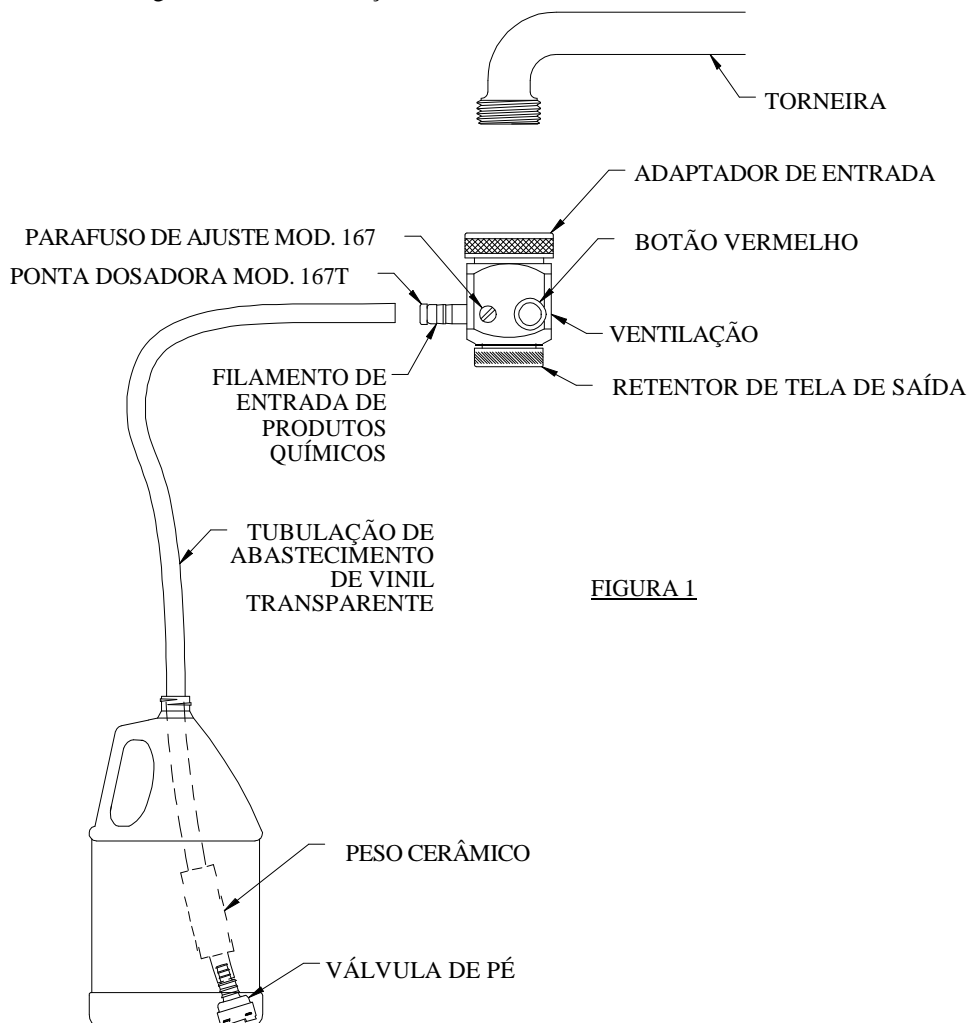 TORNEIRA
ADAPTADOR DE ENTRADA
PARAFUSO DE AJUSTE MOD. 167
BOTÃO VERMELHO
PONTA DOSADORA MOD. 167T
VENTILAÇÃO
FILAMENTO DE
ENTRADA DE
PRODUTOS
QUÍMICOS
RETENTOR DE TELA DE SAÍDA
TUBULAÇÃO DE
ABASTECIMENTO
DE VINIL
TRANSPARENTE
FIGURA 1
PESO CERÂMICO
VÁLVULA DE PÉ